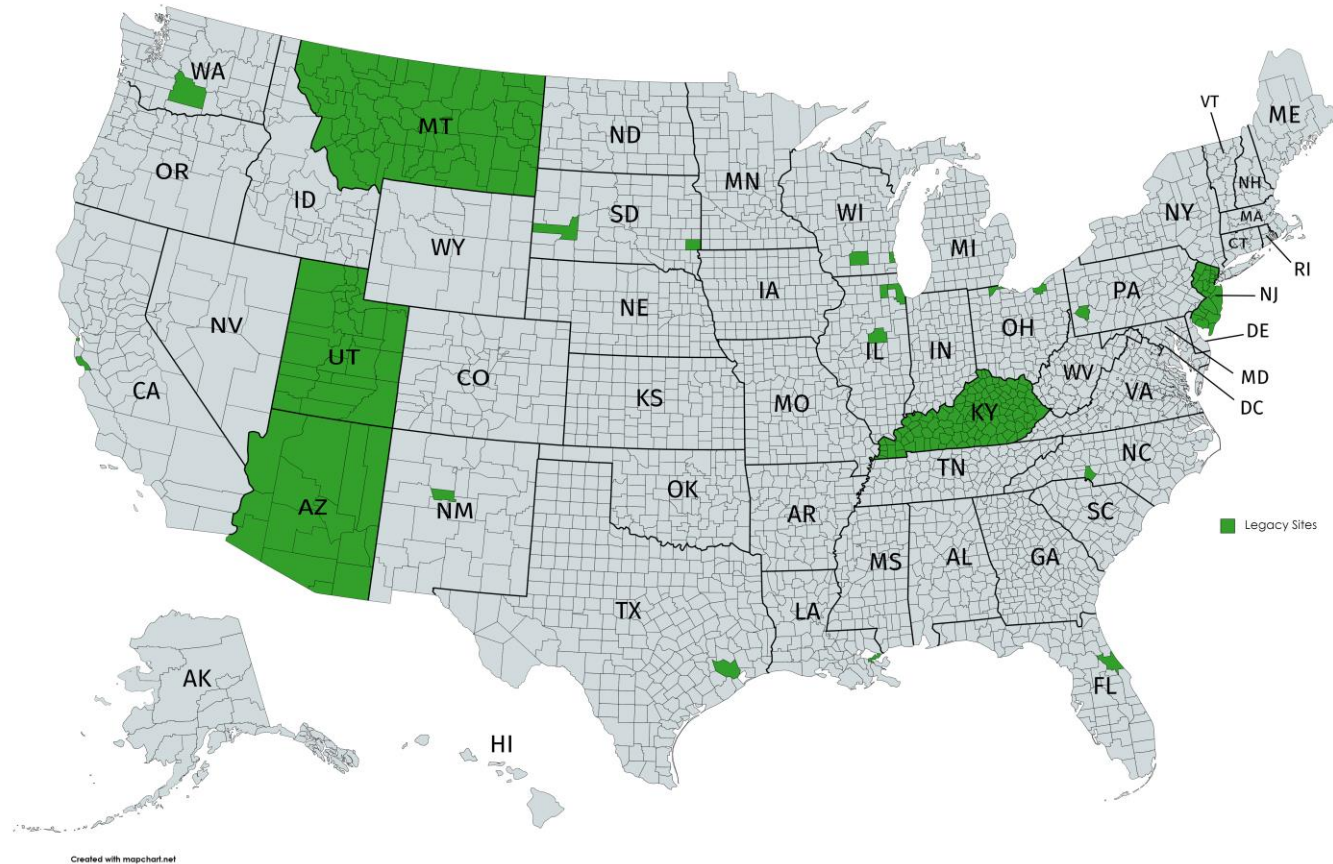 WA
MT
ND
MN
VT
ME
OR
ID
SD
WI
NH
NY
WY
MI
MA
CT
RI
IA
NE
PA
NJ
NV
OH
DE
UT
IL
IN
CO
WV
MD
CA
KS
MO
VA
DC
KY
NC
TN
OK
AZ
NM
AR
SC
Legacy Sites
MS
AL
GA
TX
LA
AK
FL
HI
Created with mapchart.net